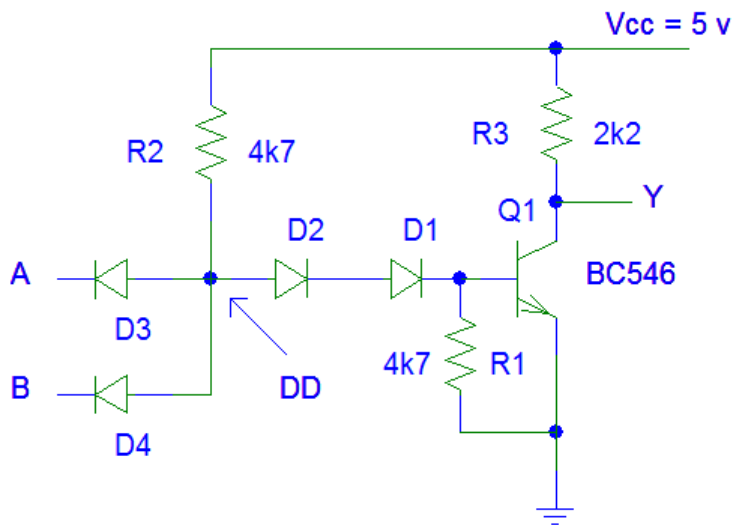 Vcc = 5 v
R2 4k7
R3 2k2
Y
Q1
D2
D1
BC546
A
D3
4k7 R1
B
DD
D4